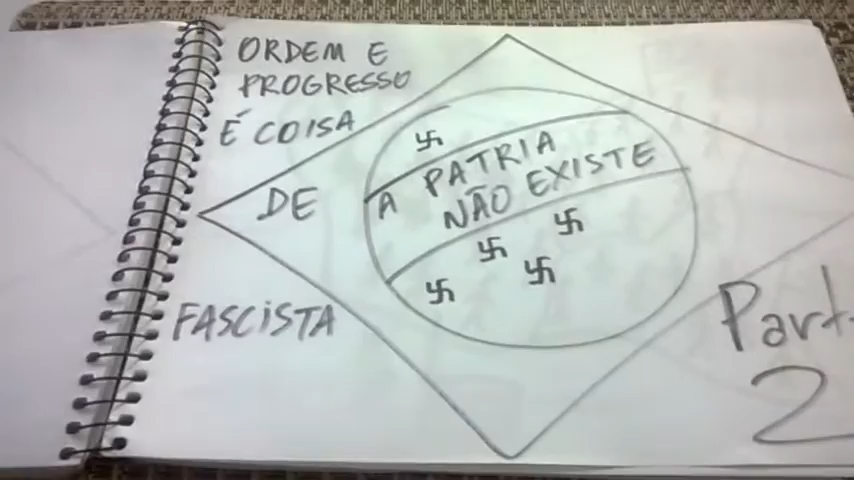 ORDEM E
PROGRESSO
É COISA
DE
FASCISTA
A PATRIA
NÃO EXISTE
Part.
2